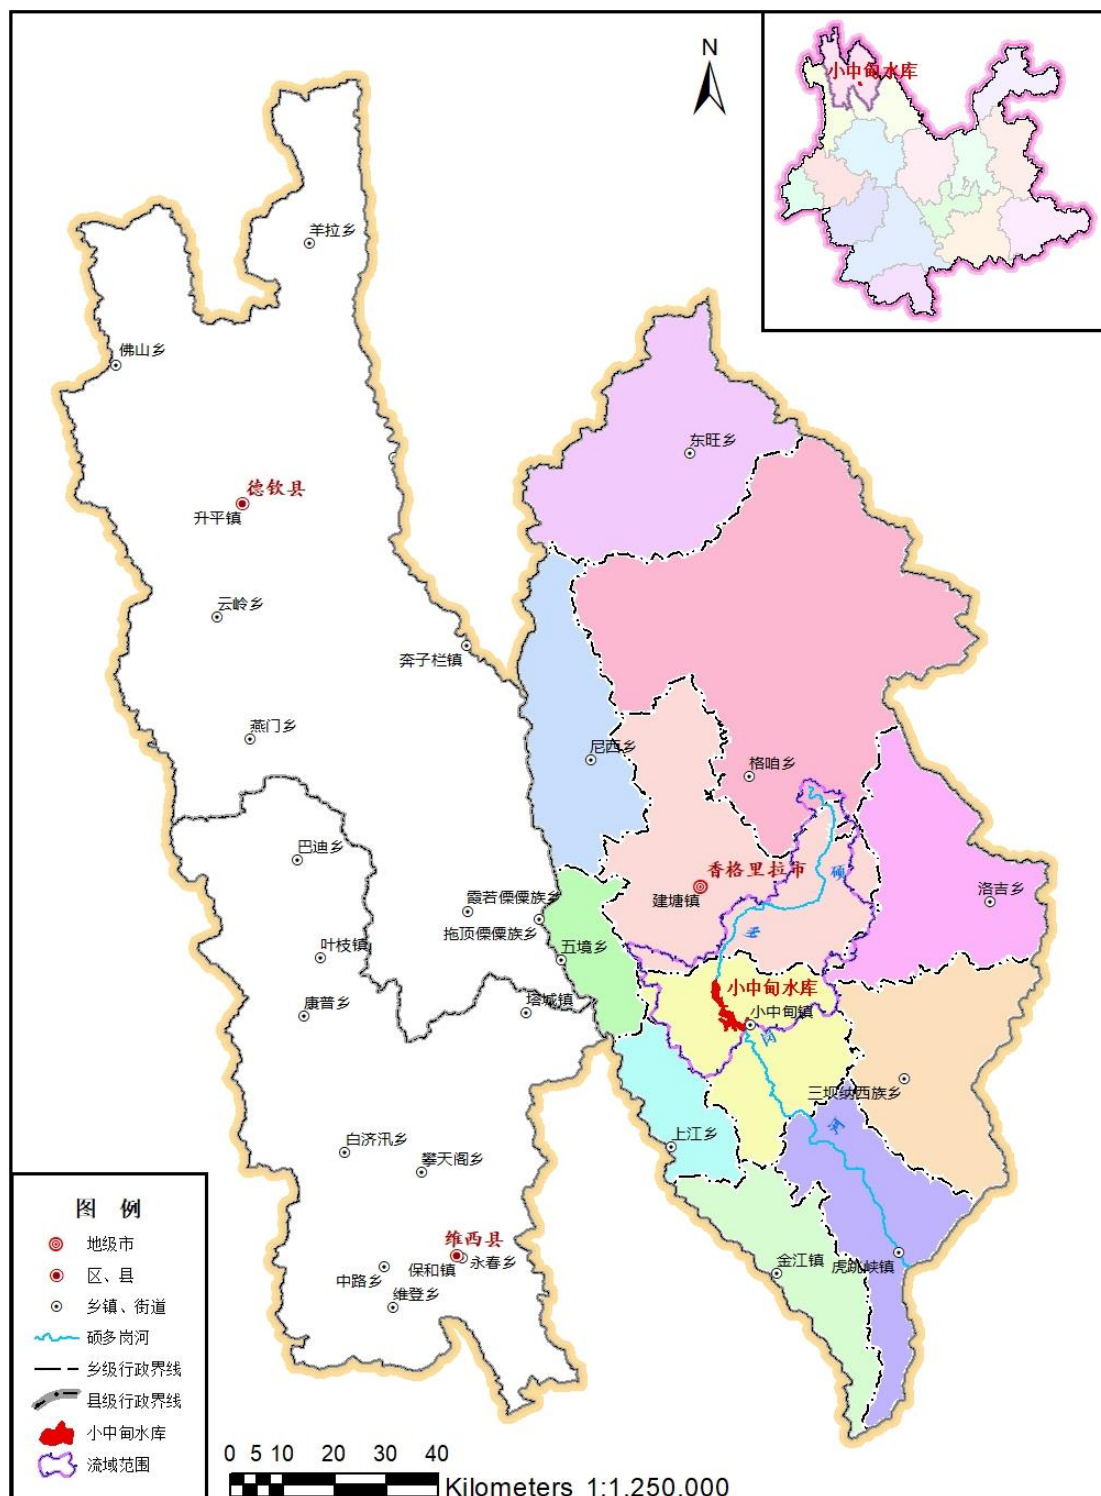 N
小中甸水库
羊拉乡
佛山乡
东旺乡
德钦县
升平镇
云岭乡
奔子栏镇
燕门乡
尼西乡
格咱乡
巴迪乡
香格里拉市
建塘镇
硕
洛吉乡
霞若傈僳族乡
拖顶傈僳族乡
多
五境乡
叶枝镇
小中甸水库
康普乡
塔城镇
小中甸镇
岗
三坝纳西族乡
河
上江乡
白济汛乡
攀天阁乡
维西县
永春乡
保和镇
中路乡
维登乡
金江镇
虎跳峡镇
图 例
地级市
区、县
乡镇、街道
硕多岗河
乡级行政界线
县级行政界线
小中甸水库
流域范围
0 5 10 20 30 40
Kilometers 1:1,250,000